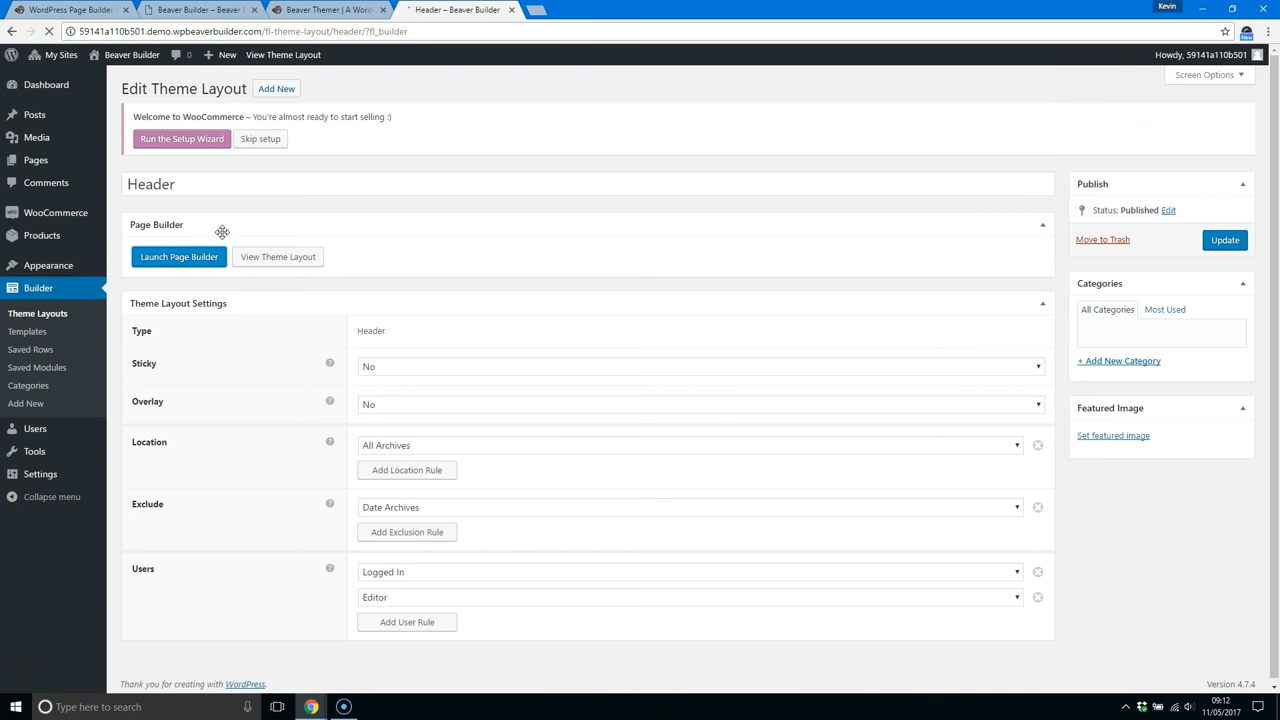 WordPress Page Builder
Beaver Builder – Beaver
Beaver Themer | A Wor
Header – Beaver Builder
Kevin
59141a110b501.demo.wpbeaverbuilder.com/fl-theme-layout/header/?fl_builder
New
My Sites
Beaver Builder
0
New
View Theme Layout
Howdy, 59141a110b501
Screen Options
Edit Theme Layout
Add New
Welcome to WooCommerce – You're almost ready to start selling :)
Run the Setup Wizard
Skip setup
Dashboard
Posts
Media
Pages
Comments
WooCommerce
Products
Appearance
Builder
Theme Layouts
Templates
Saved Rows
Saved Modules
Categories
Add New
Users
Tools
Settings
Collapse menu
Header
Page Builder
Launch Page Builder
View Theme Layout
Theme Layout Settings
Type
Header
Sticky
No
Overlay
No
Location
All Archives
Add Location Rule
Exclude
Date Archives
Add Exclusion Rule
Users
Logged In
Editor
Add User Rule
Publish
Status: Published Edit
Move to Trash
Update
Categories
All Categories
Most Used
+ Add New Category
Featured Image
Set featured image
Thank you for creating with WordPress.
Version 4.7.4
Type here to search
09:12
11/05/2017